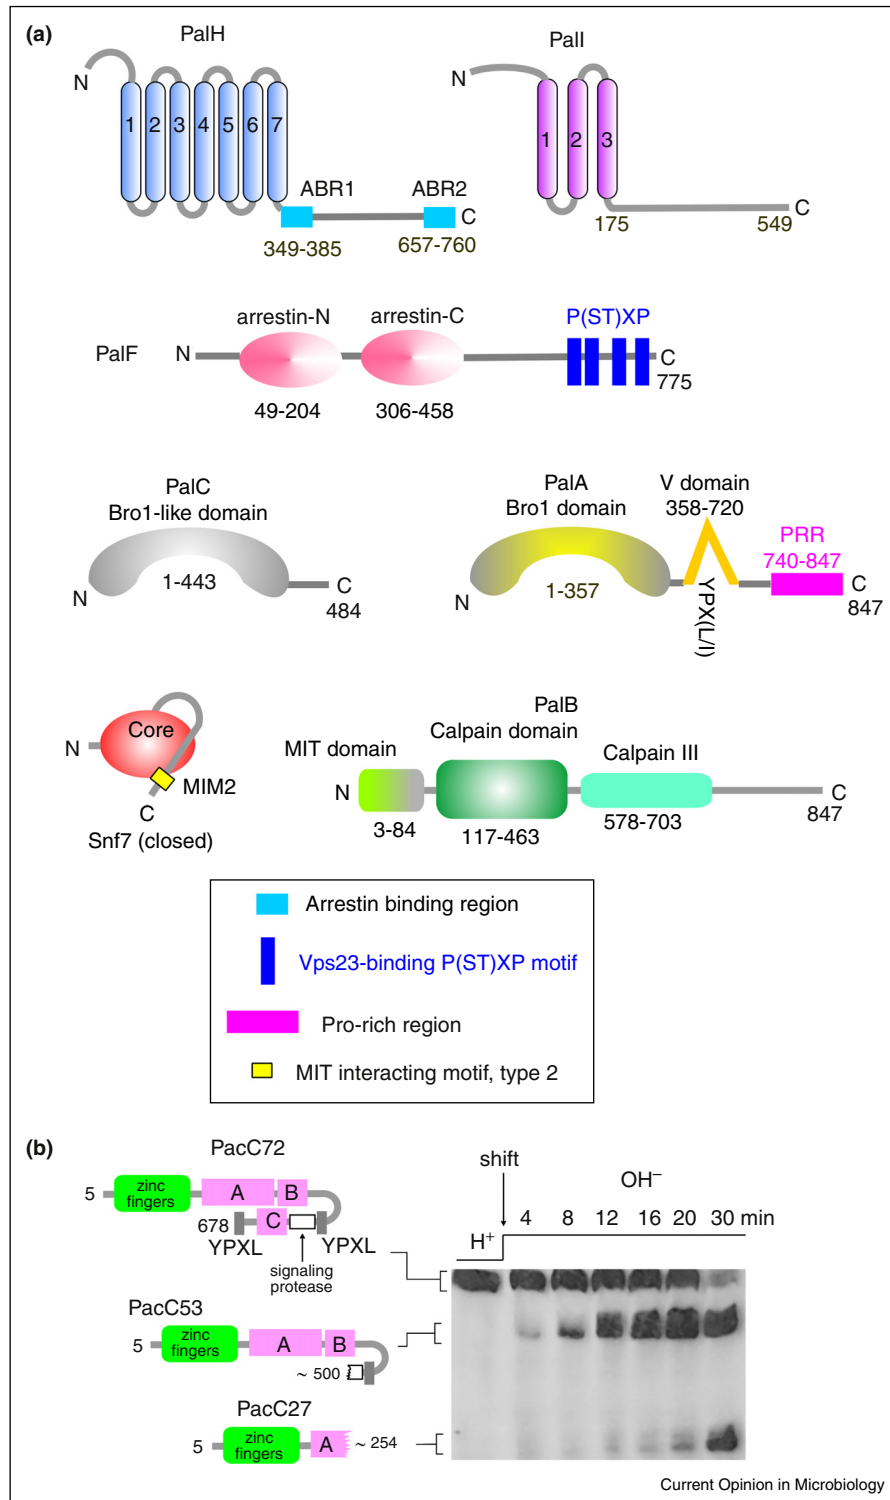 (a)
PalH
PalI
N
1 2 3 4 5 6 7
ABR1
ABR2
C
349-385
657-760
N
1 2 3
C
175
549
PalF
N
arrestin-N
arrestin-C
P(ST)XP
C
775
49-204
306-458
PalC
Bro1-like domain
1-443
N
C
484
PalA
Bro1 domain
1-357
N
V domain
358-720
YPX(L/I)
PRR
740-847
C
847
N
Core
MIM2
C
Snf7 (closed)
PalB
MIT domain
Calpain domain
Calpain III
N
C
3-84
117-463
578-703
847
Arrestin binding region
Vps23-binding P(ST)XP motif
Pro-rich region
MIT interacting motif, type 2
(b)
PacC72
5
zinc
fingers
A
B
678
C
YPXL
YPXL
signaling
protease
PacC53
5
zinc
fingers
A
B
~ 500
PacC27
5
zinc
fingers
A
~ 254
shift
OH−
H+
4 8 12 16 20 30 min
Current Opinion in Microbiology